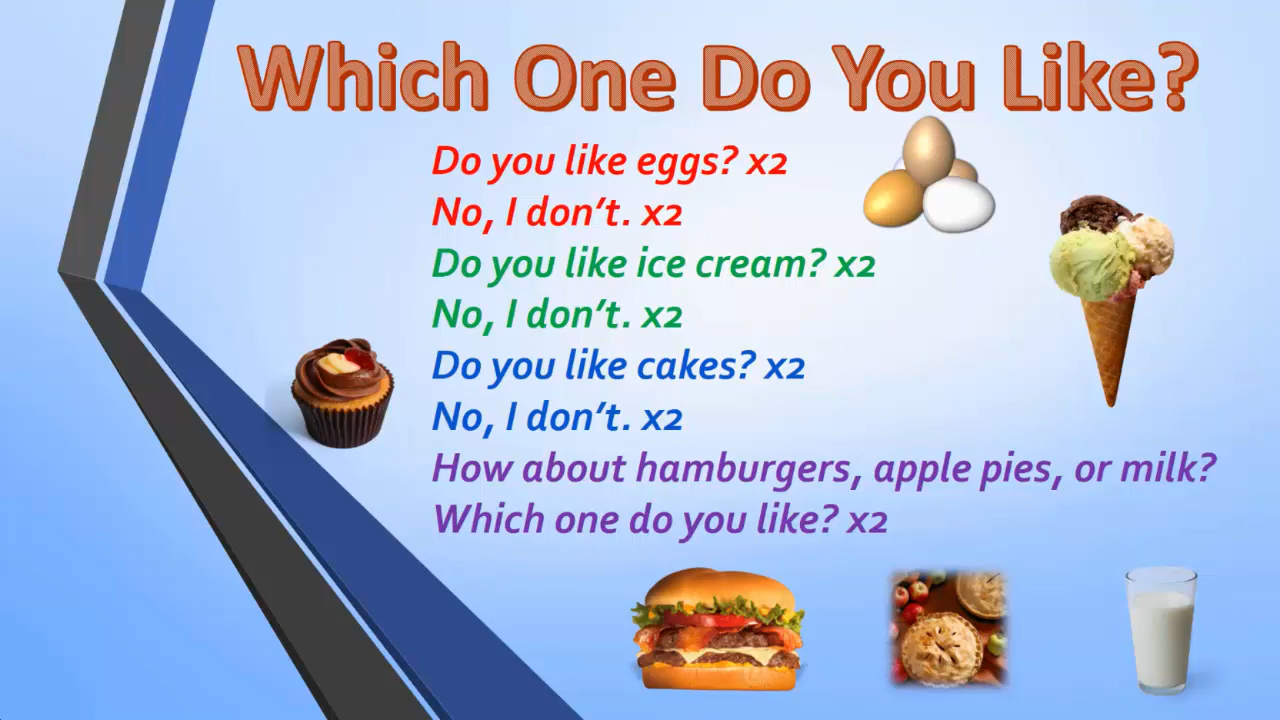 Which One Do You Like?
Do you like eggs? x2
No, I don’t. x2
Do you like ice cream? x2
No, I don’t. x2
Do you like cakes? x2
No, I don’t. x2
How about hamburgers, apple pies, or milk?
Which one do you like? x2